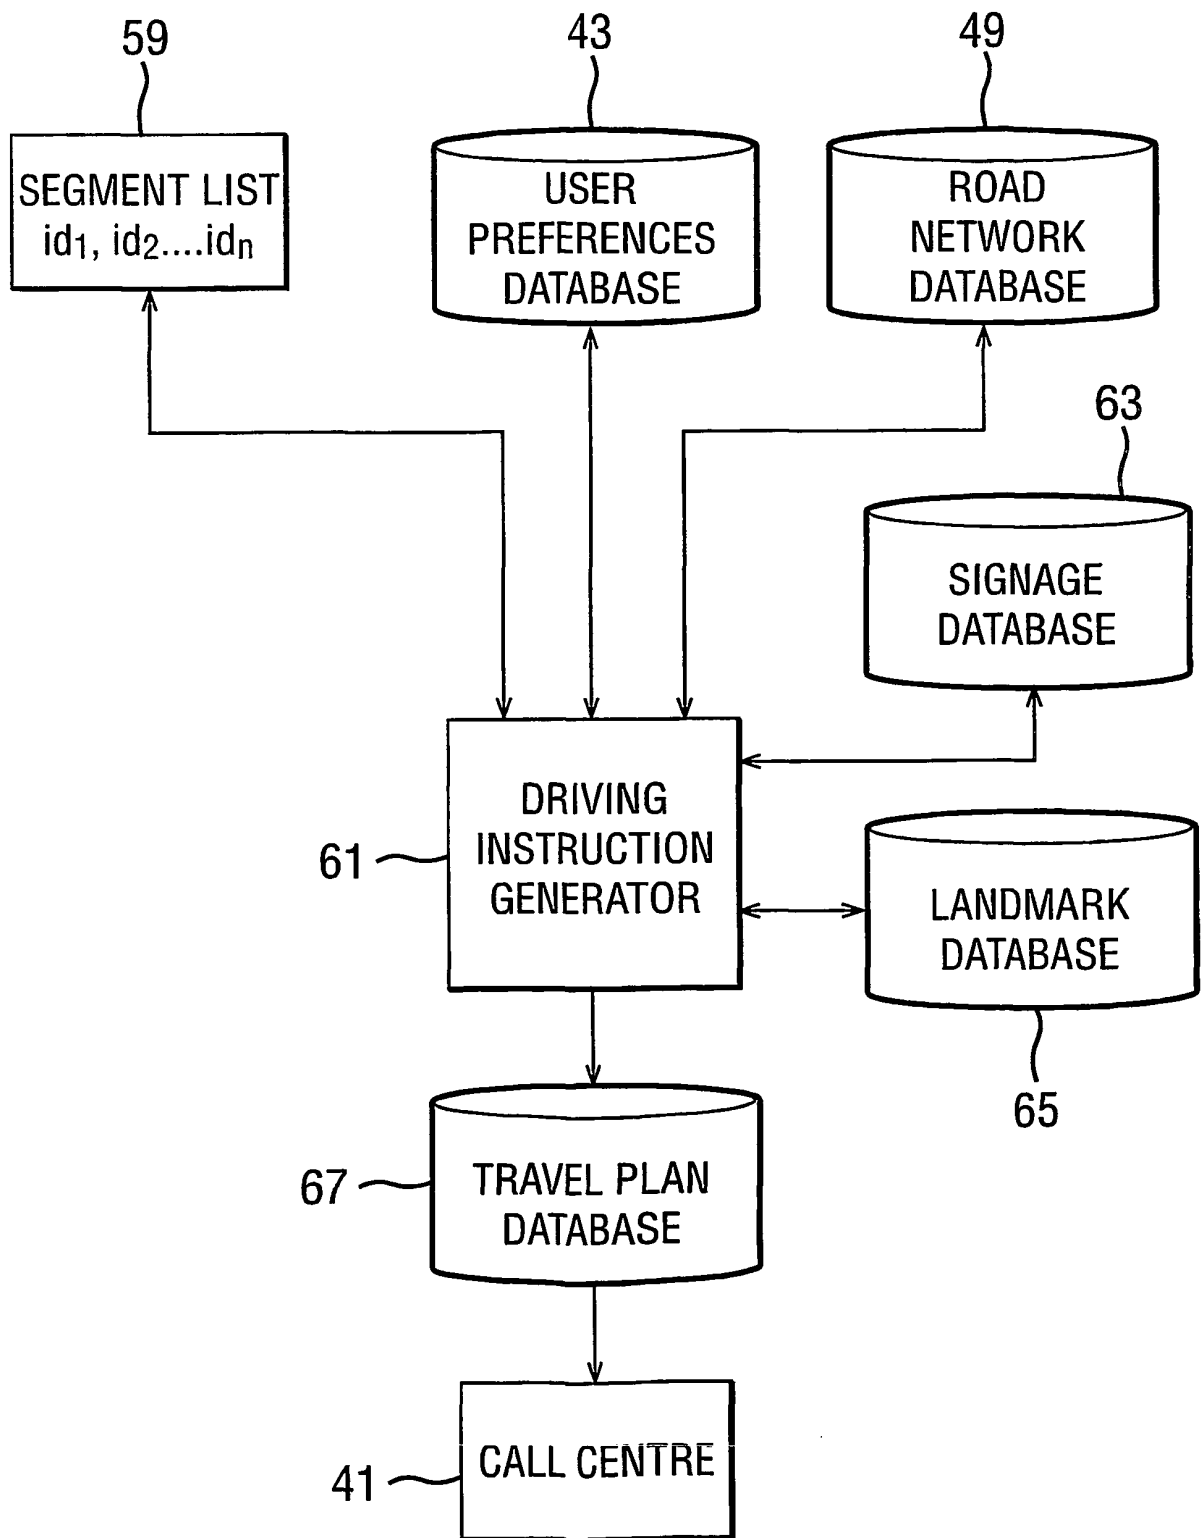 59
43
49
SEGMENT LIST
id1, id2....idn
USER
PREFERENCES
DATABASE
ROAD
NETWORK
DATABASE
63
SIGNAGE
DATABASE
61
DRIVING
INSTRUCTION
GENERATOR
LANDMARK
DATABASE
65
67
TRAVEL PLAN
DATABASE
41
CALL CENTRE